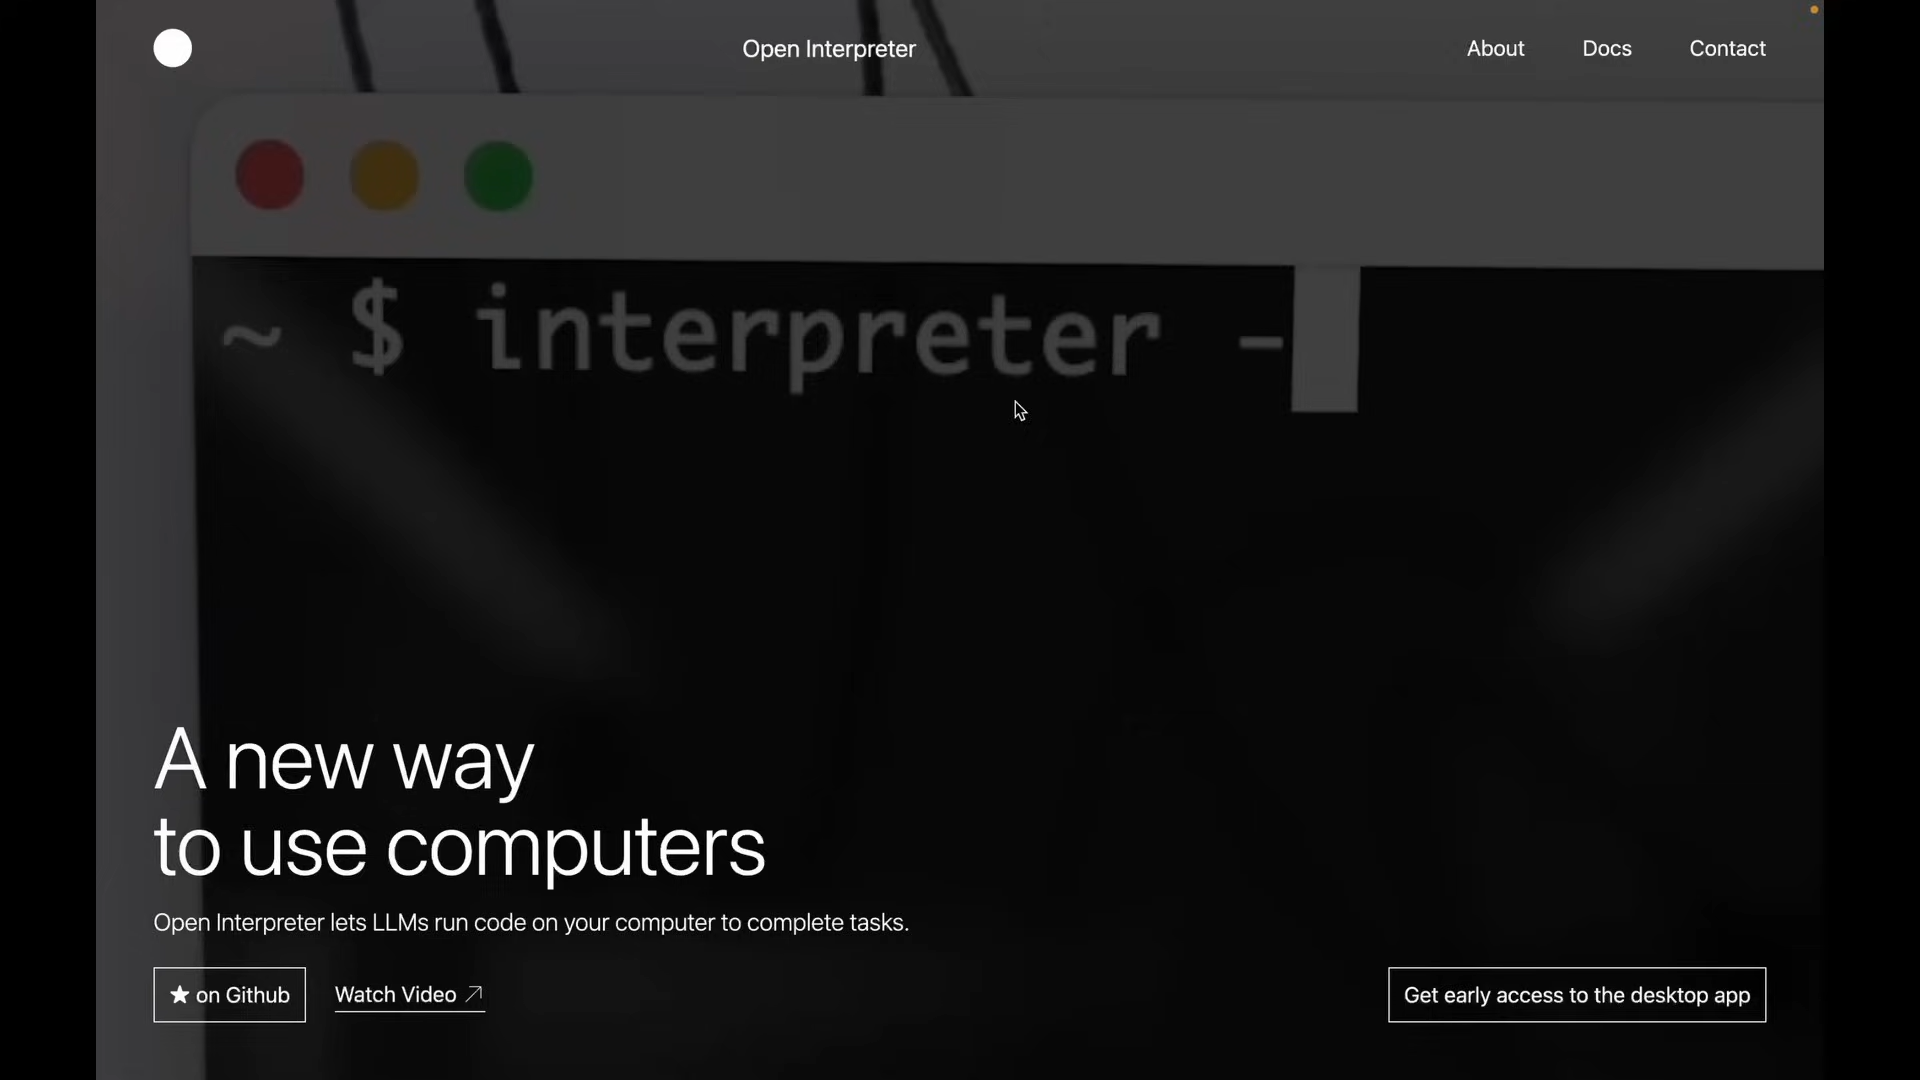 Open Interpreter
About
Docs
Contact
~ $ interpreter -
A new way
to use computers
Open Interpreter lets LLMs run code on your computer to complete tasks.
★ on Github
Watch Video ↗
Get early access to the desktop app